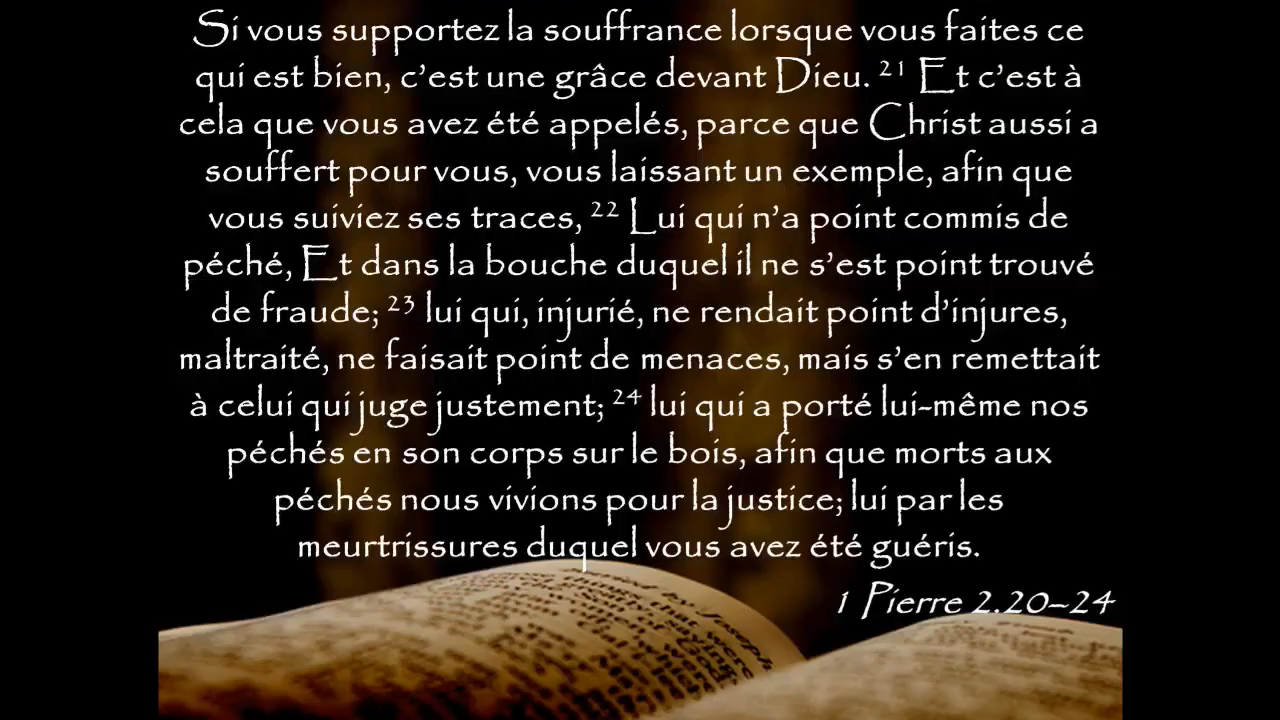 Si vous supportez la souffrance lorsque vous faites ce
qui est bien, c’est une grâce devant Dieu. ²¹ Et c’est à
cela que vous avez été appelés, parce que Christ aussi a
souffert pour vous, vous laissant un exemple, afin que
vous suiviez ses traces, ²² Lui qui n’a point commis de
péché, Et dans la bouche duquel il ne s’est point trouvé
de fraude; ²³ lui qui, injurié, ne rendait point d’injures,
maltraité, ne faisait point de menaces, mais s’en remettait
à celui qui juge justement; ²⁴ lui qui a porté lui-même nos
péchés en son corps sur le bois, afin que morts aux
péchés nous vivions pour la justice; lui par les
meurtrissures duquel vous avez été guéris.
1 Pierre 2.20–24